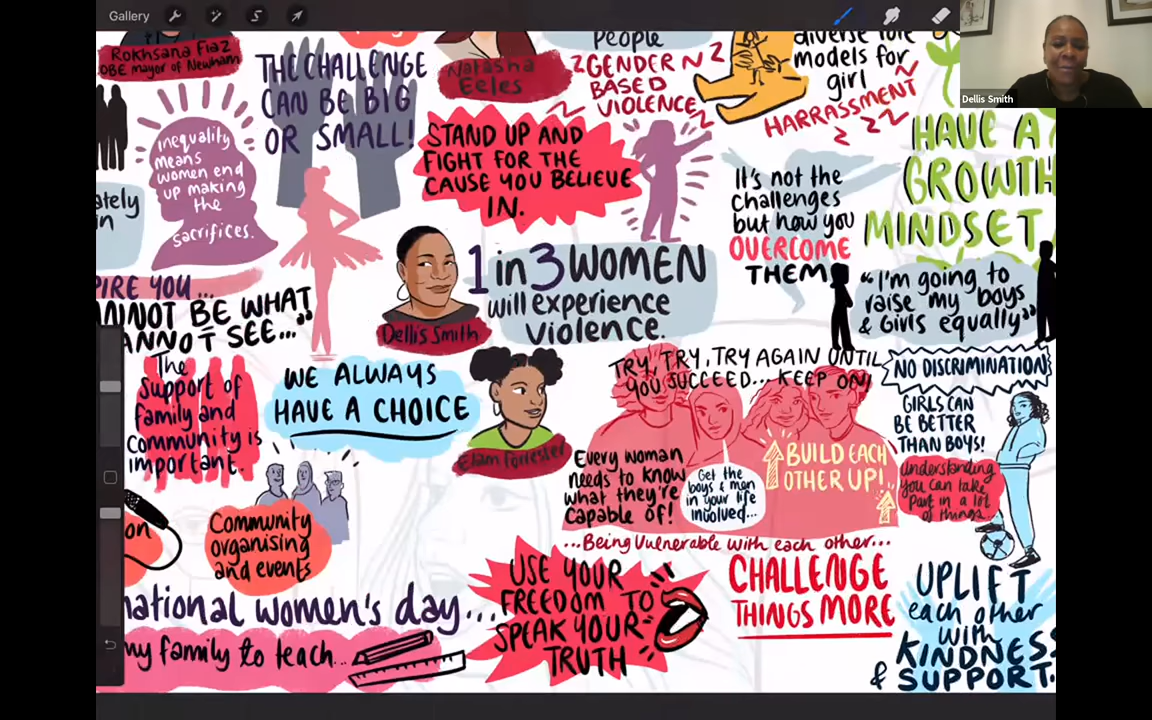 Gallery
Dellis Smith
Rokhsana Fiaz
OBE mayor of Newham
THE CHALLENGE
CAN BE BIG
OR SMALL!
Natasha
Eeles
PEOPLE
GENDER
BASED
VIOLENCE
diverse role
models for
girl
HARRASSMENT
Inequality
means
women end
up making
the
sacrifices.
STAND UP AND
FIGHT FOR THE
CAUSE YOU BELIEVE
IN.
It's not the
challenges
but how you
OVERCOME
THEM
HAVE A
GROWTH
MINDSET
ately
in
PIRE YOU...
NNOT BE WHAT
ANNOT SEE..."
Dellis Smith
1 in 3 WOMEN
will experience
violence.
"I'm going to
raise my boys
& Girls equally"
The
support of
family and
community is
important.
WE ALWAYS
HAVE A CHOICE
Elam Forrester
TRY, TRY, TRY AGAIN UNTIL
YOU SUCCEED... KEEP ON!
Every woman
needs to know
what they're
capable of!
Get the
boys & men
in your life
involved...
BUILD EACH
OTHER UP!
NO DISCRIMINATION
GIRLS CAN
BE BETTER
THAN BOYS!
Understanding
you can take
part in a lot
of things...
on
Community
organising
and events
...Being vulnerable with each other...
national women's day...
my family to teach...
USE YOUR
FREEDOM TO
SPEAK YOUR
TRUTH
CHALLENGE
THINGS MORE
UPLIFT
each other
with
KINDNESS
& SUPPORT.